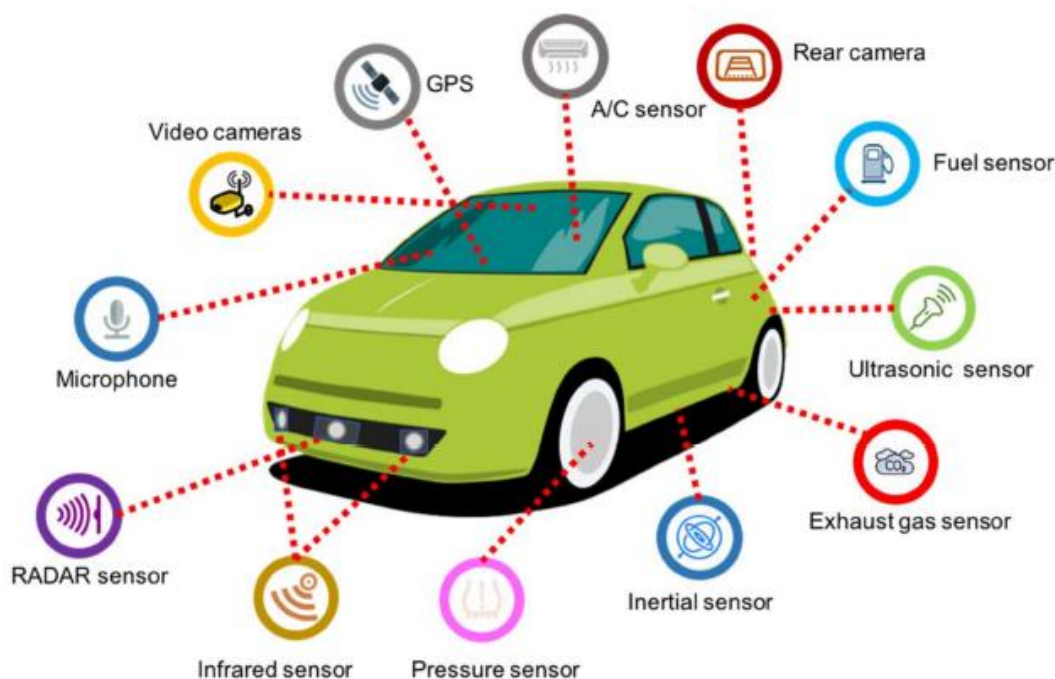 Rear camera
GPS
A/C sensor
Video cameras
Fuel sensor
Microphone
Ultrasonic sensor
CO₂
Exhaust gas sensor
RADAR sensor
Inertial sensor
Infrared sensor
Pressure sensor